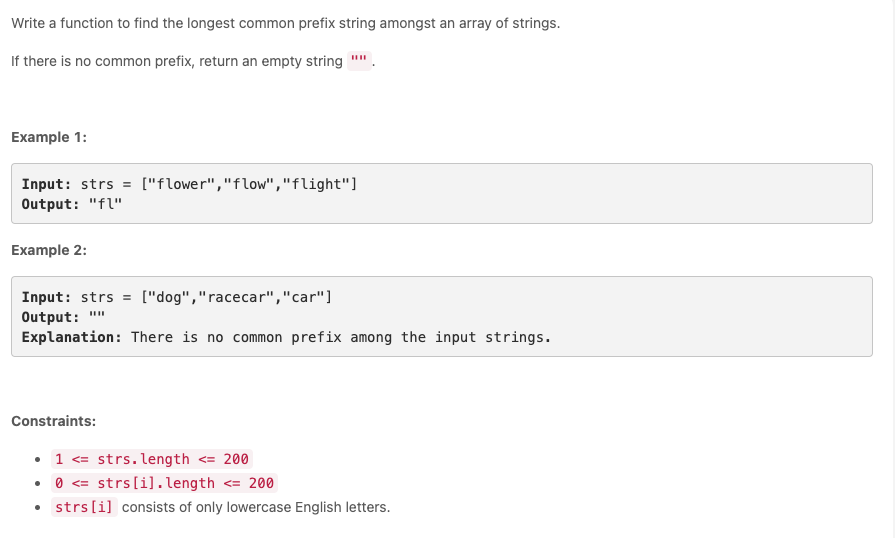 Write a function to find the longest common prefix string amongst an array of strings.
If there is no common prefix, return an empty string "".
Example 1:
Input: strs = ["flower","flow","flight"]
Output: "fl"
Example 2:
Input: strs = ["dog","racecar","car"]
Output: ""
Explanation: There is no common prefix among the input strings.
Constraints:
• 1 <= strs.length <= 200
• 0 <= strs[i].length <= 200
• strs[i] consists of only lowercase English letters.